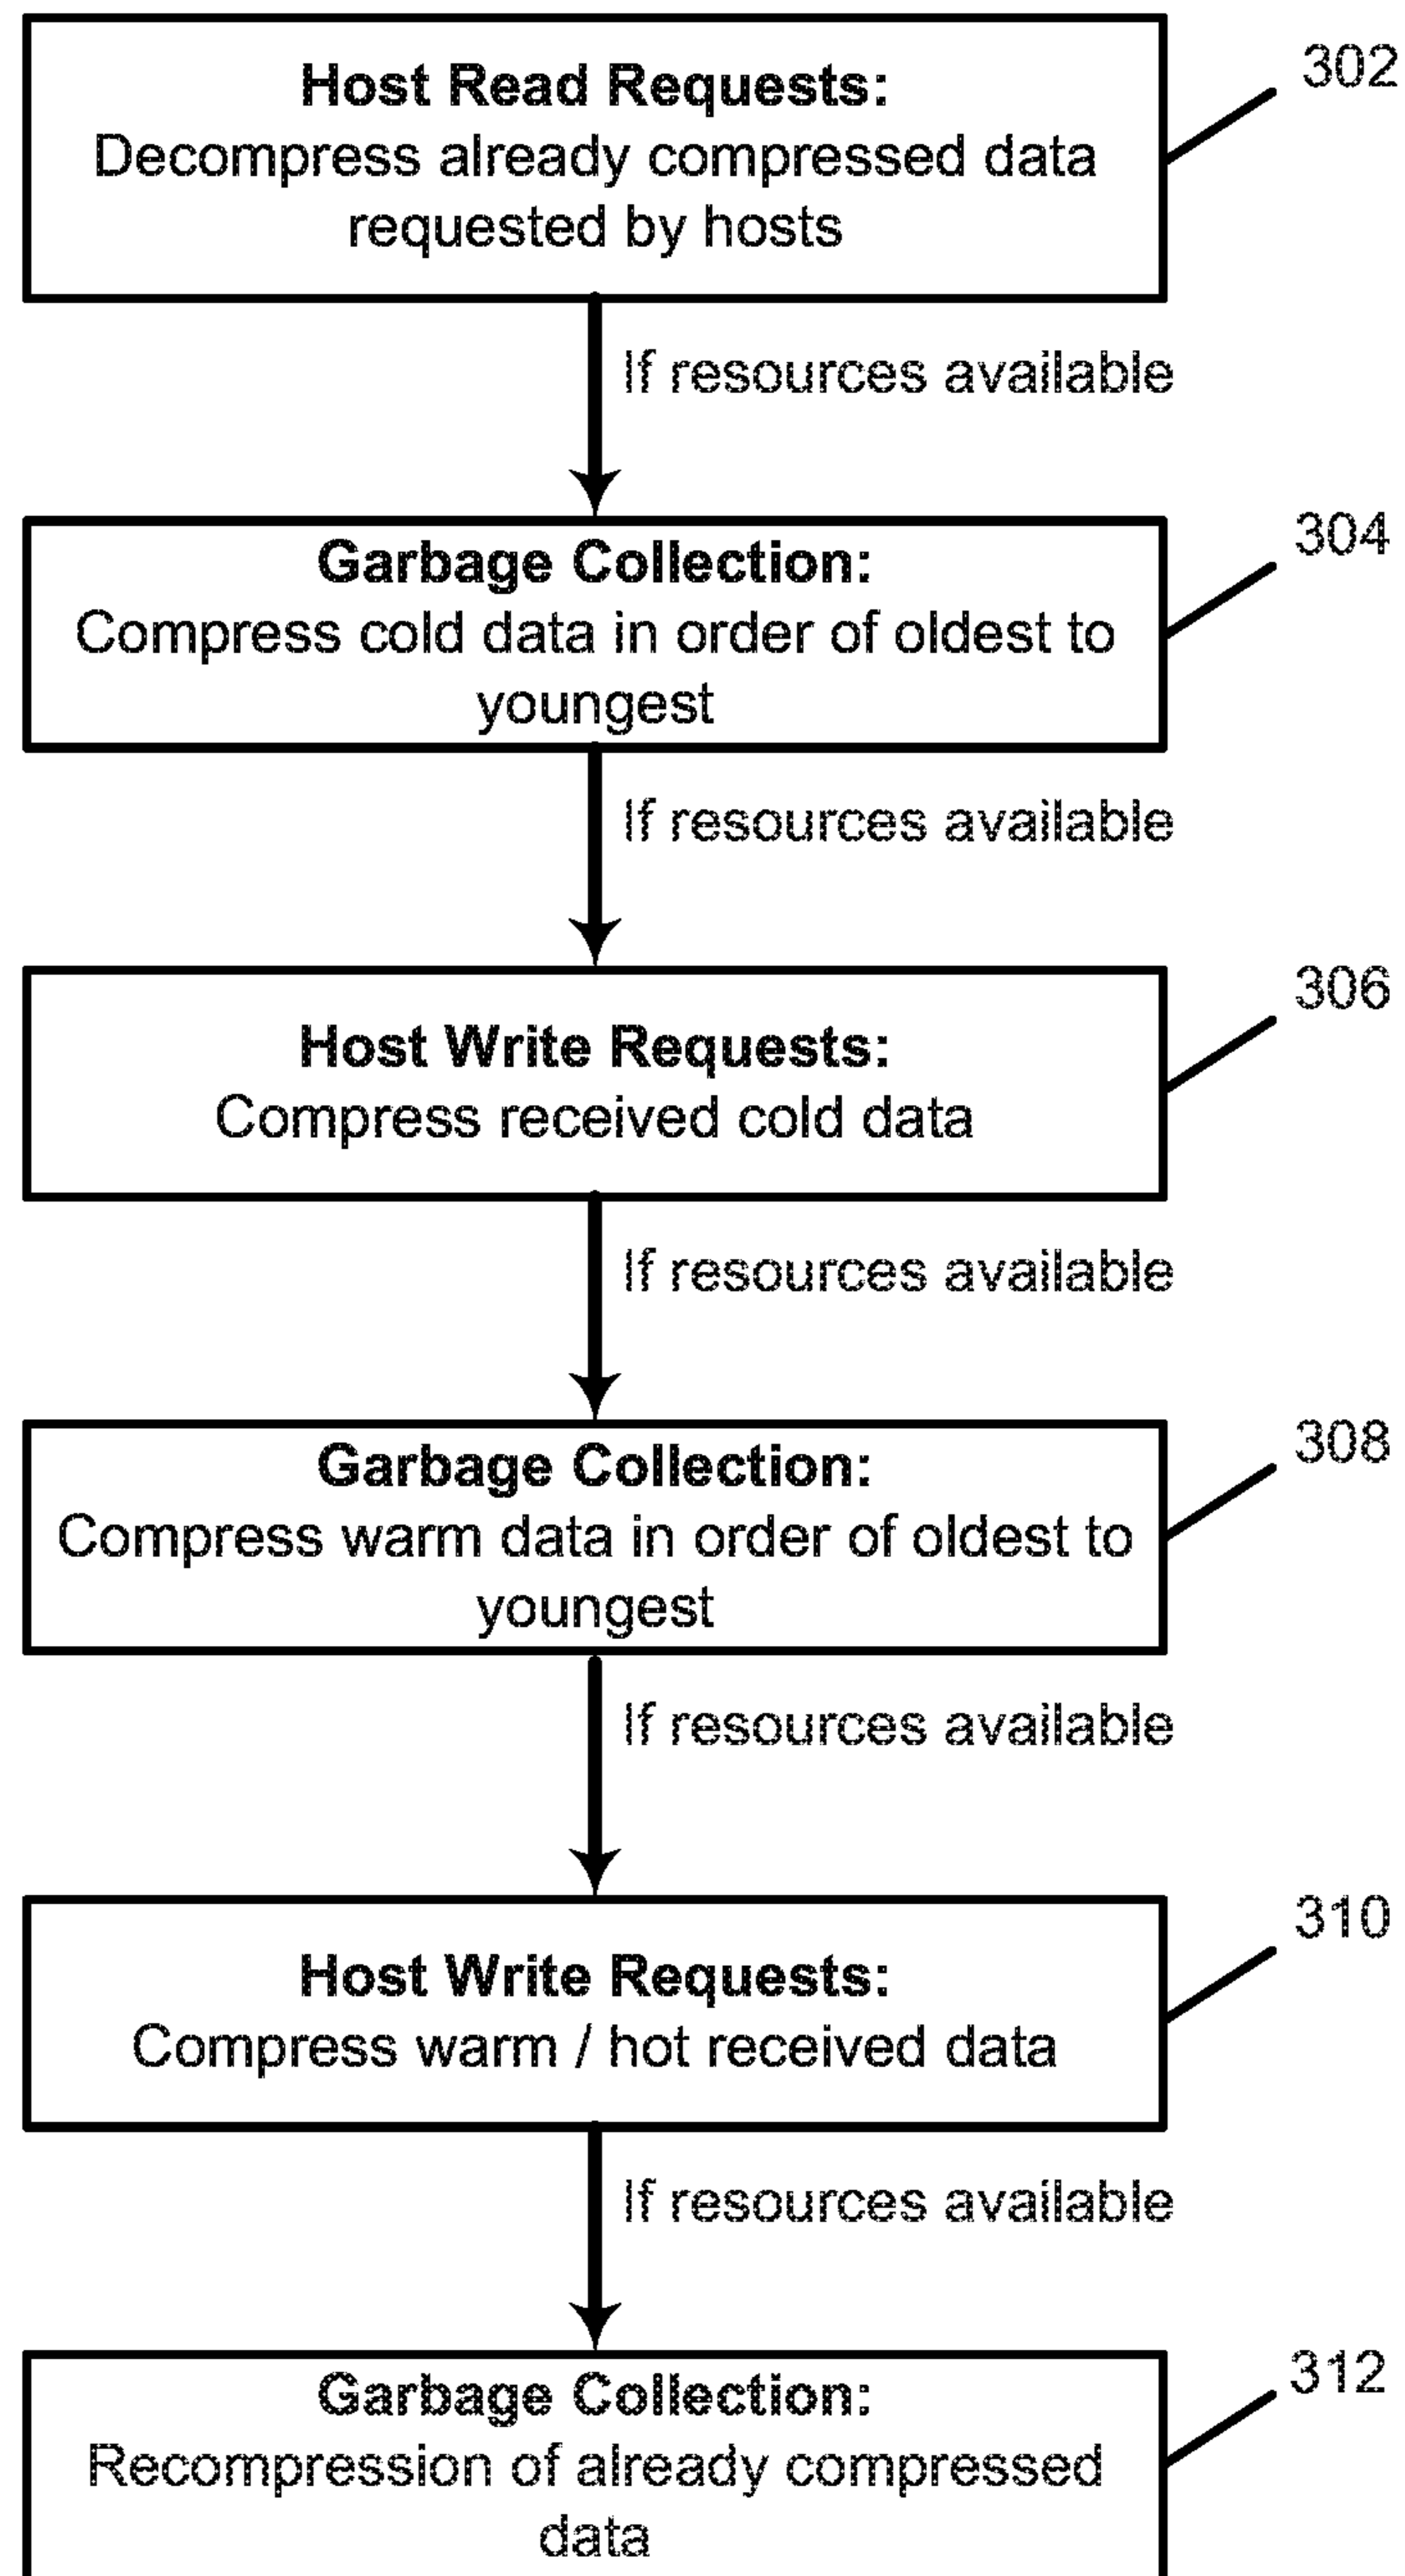 Host Read Requests:
302
Decompress already compressed data
requested by hosts
If resources available
Garbage Collection:
304
Compress cold data in order of oldest to
youngest
If resources available
306
Host Write Requests:
Compress received cold data
If resources available
308
Garbage Collection:
Compress warm data in order of oldest to
youngest
If resources available
310
Host Write Requests:
Compress warm / hot received data
If resources available
312
Garbage Collection:
Recompression of already compressed
data